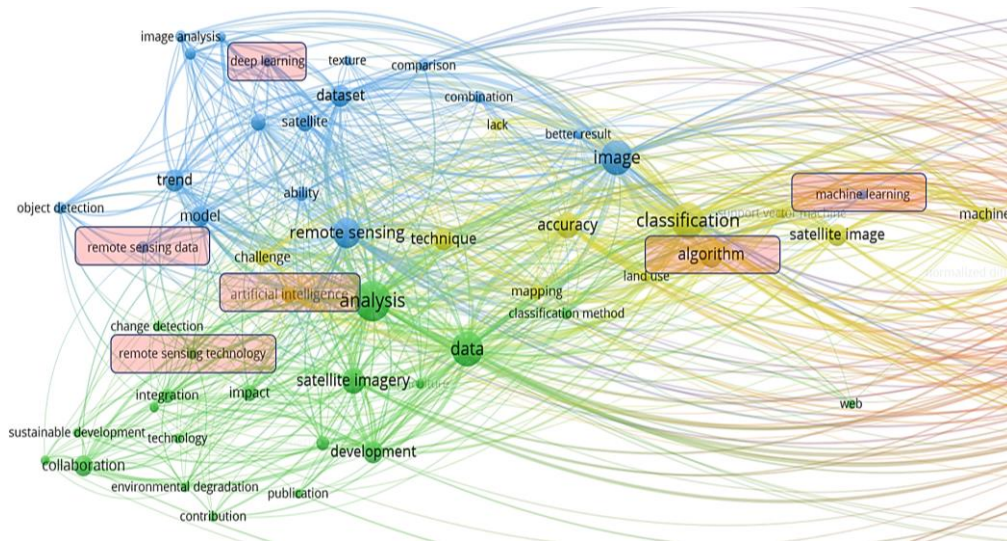 image analysis
deep learning
texture
comparison
dataset
combination
satellite
lack
better result
image
trend
ability
machine learning
object detection
model
classification
support vector machine
machine
remote sensing
technique
accuracy
satellite image
remote sensing data
challenge
algorithm
land use
artificial intelligence
analysis
mapping
classification method
change detection
data
remote sensing technology
satellite imagery
integration
impact
web
sustainable development
technology
development
collaboration
environmental degradation
publication
contribution